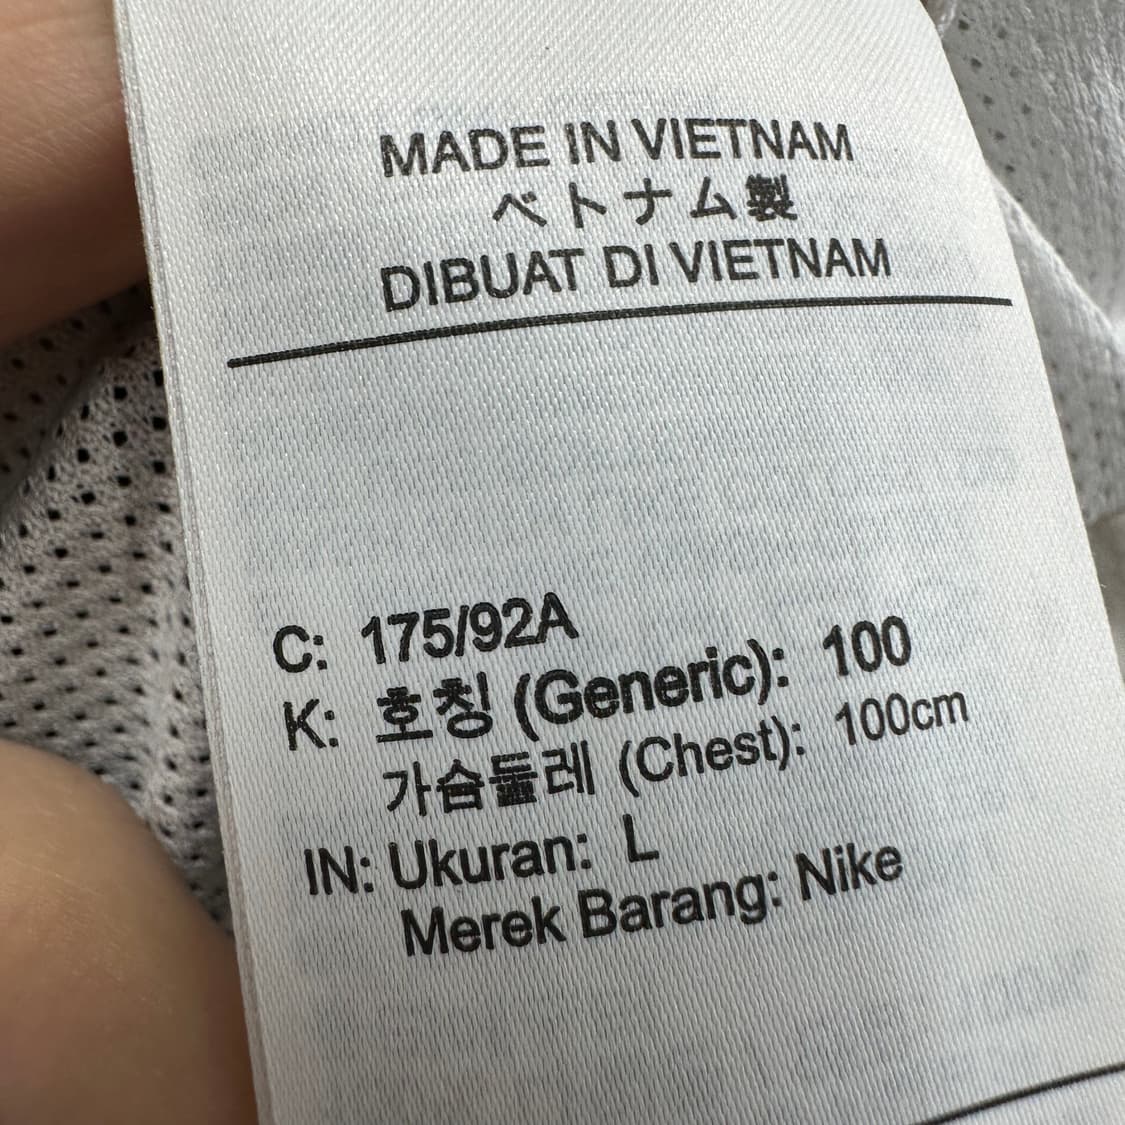 MADE IN VIETNAM
ベトナム製
DIBUAT DI VIETNAM
C: 175/92A
K: 호칭 (Generic): 100
가슴둘레 (Chest): 100cm
IN: Ukuran: L
Merek Barang: Nike